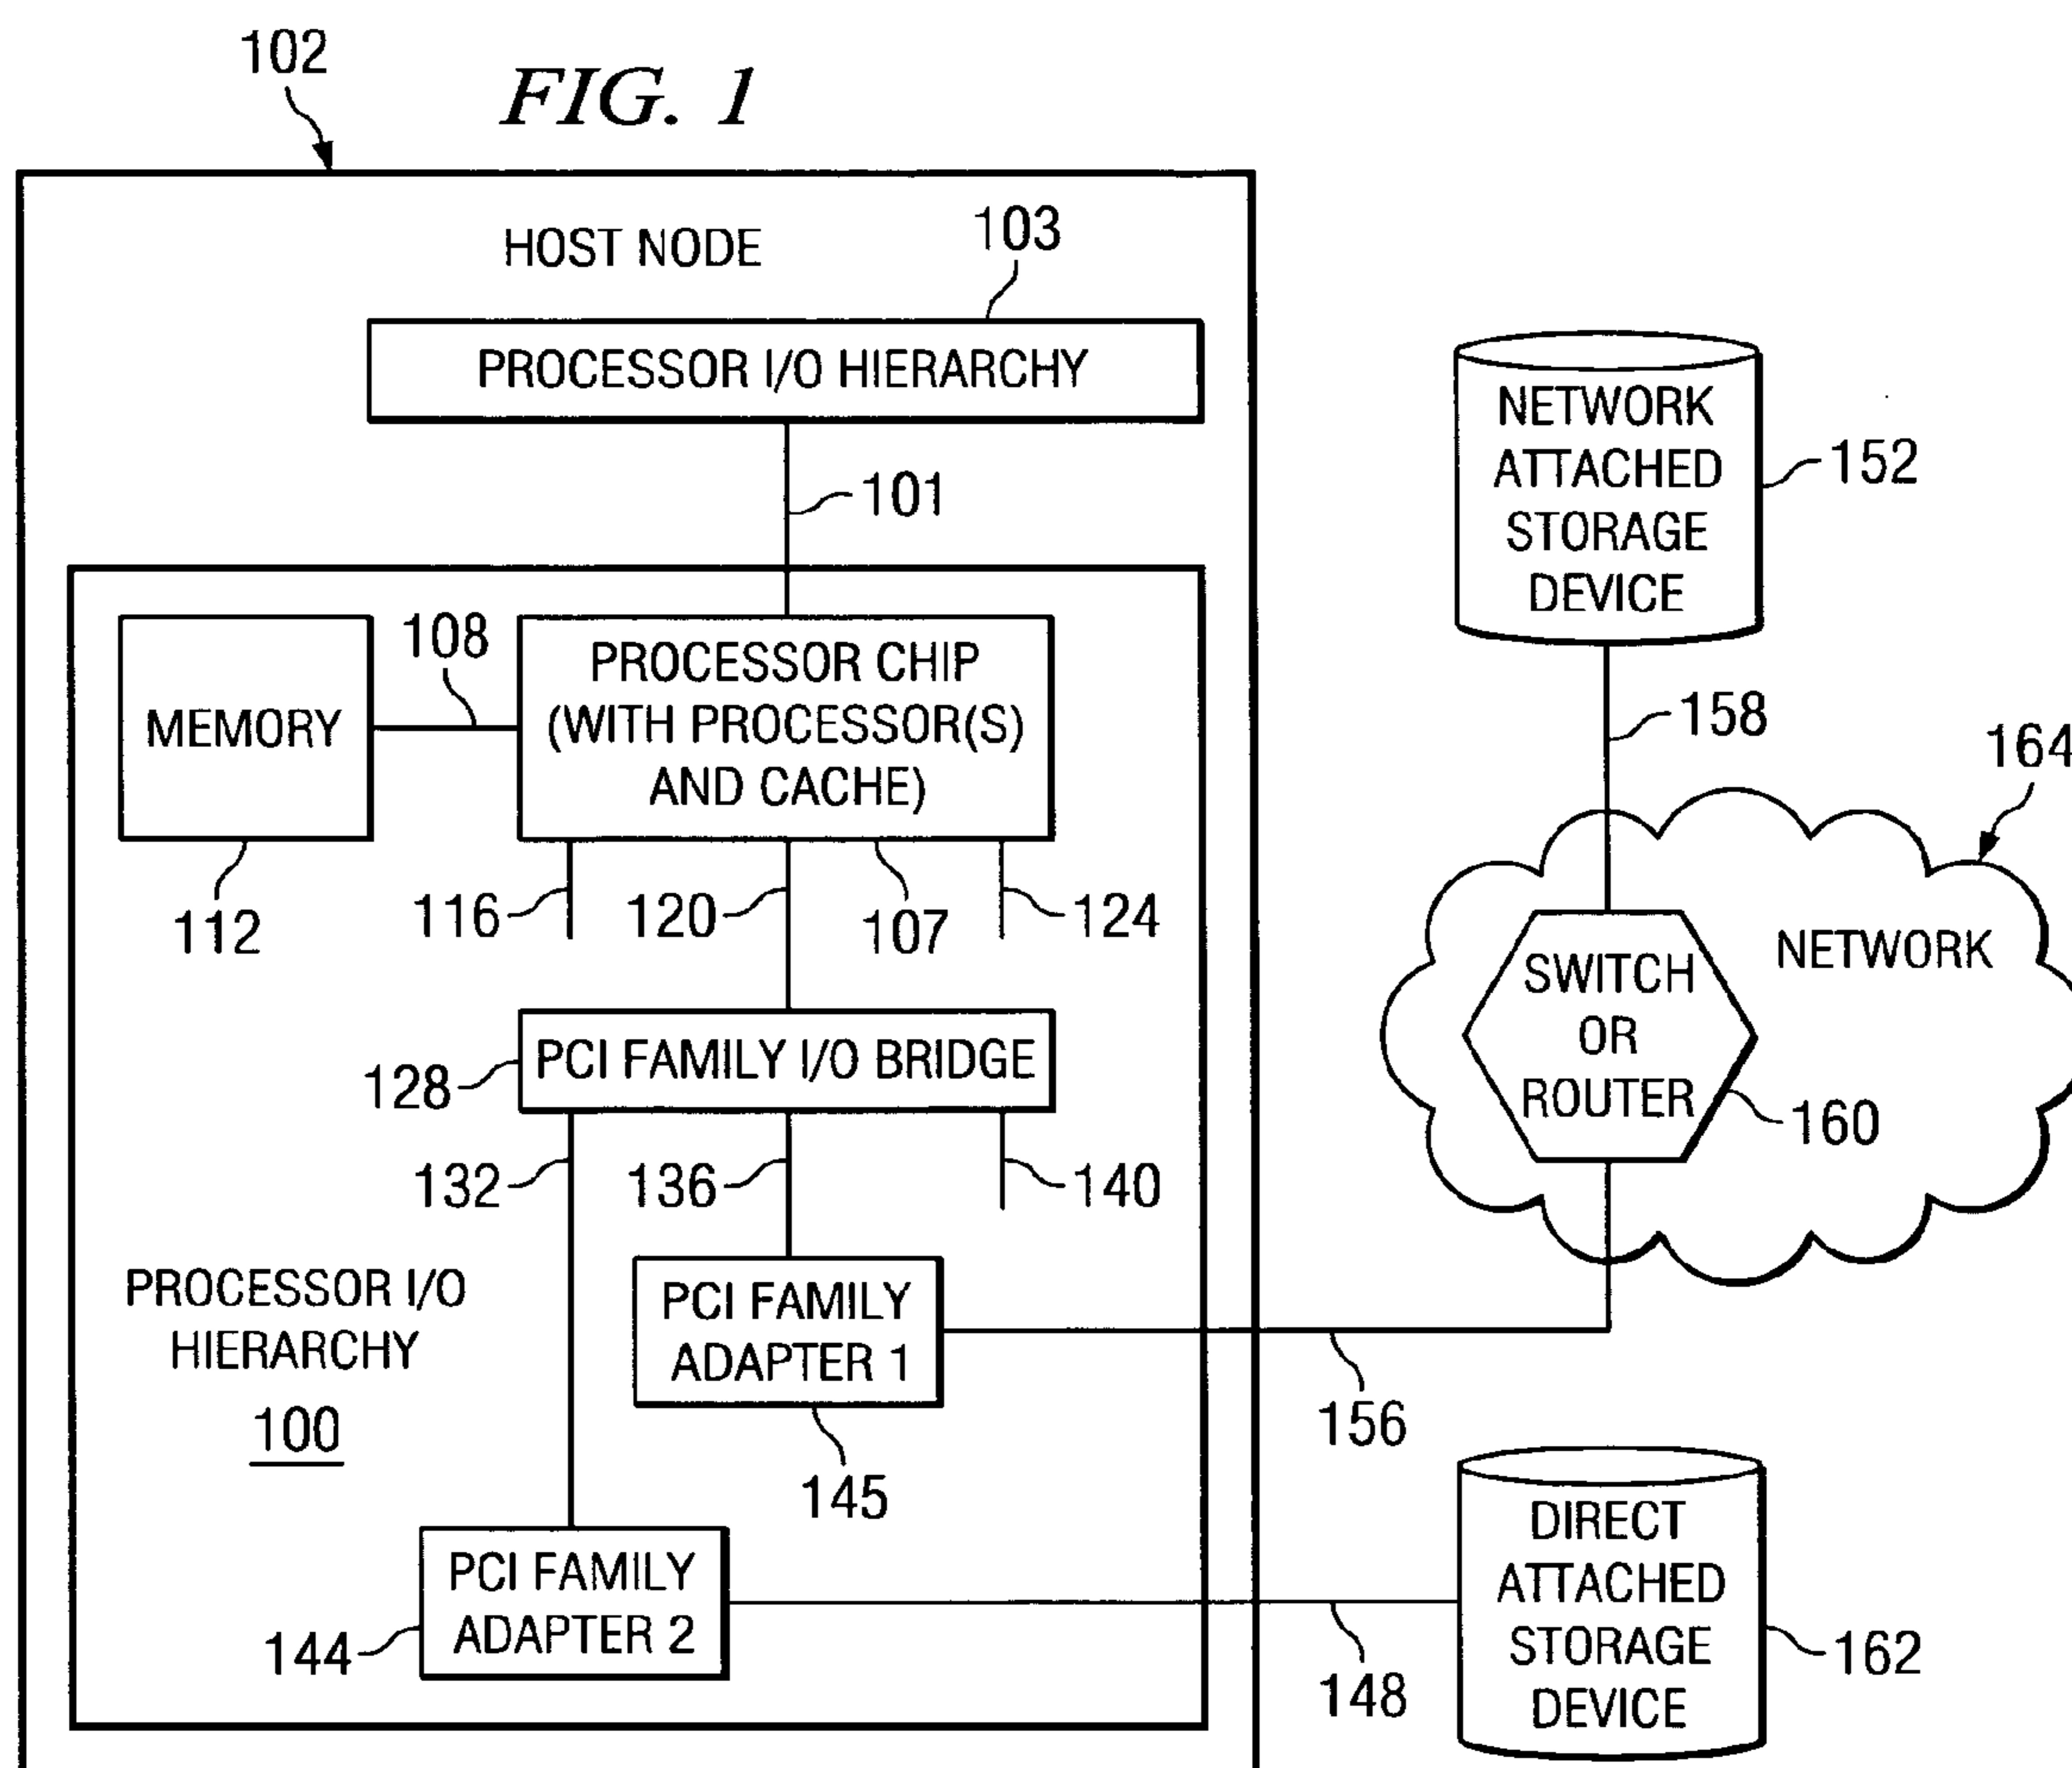 102
FIG. 1
HOST NODE
103
PROCESSOR I/O HIERARCHY
101
NETWORK
ATTACHED
STORAGE
DEVICE
152
108
MEMORY
PROCESSOR CHIP
(WITH PROCESSOR(S)
AND CACHE)
158
164
112
116
120
107
124
NETWORK
SWITCH
OR
ROUTER
160
128
PCI FAMILY I/O BRIDGE
132
136
140
PROCESSOR I/O
HIERARCHY
100
PCI FAMILY
ADAPTER 1
145
156
PCI FAMILY
ADAPTER 2
144
148
DIRECT
ATTACHED
STORAGE
DEVICE
162